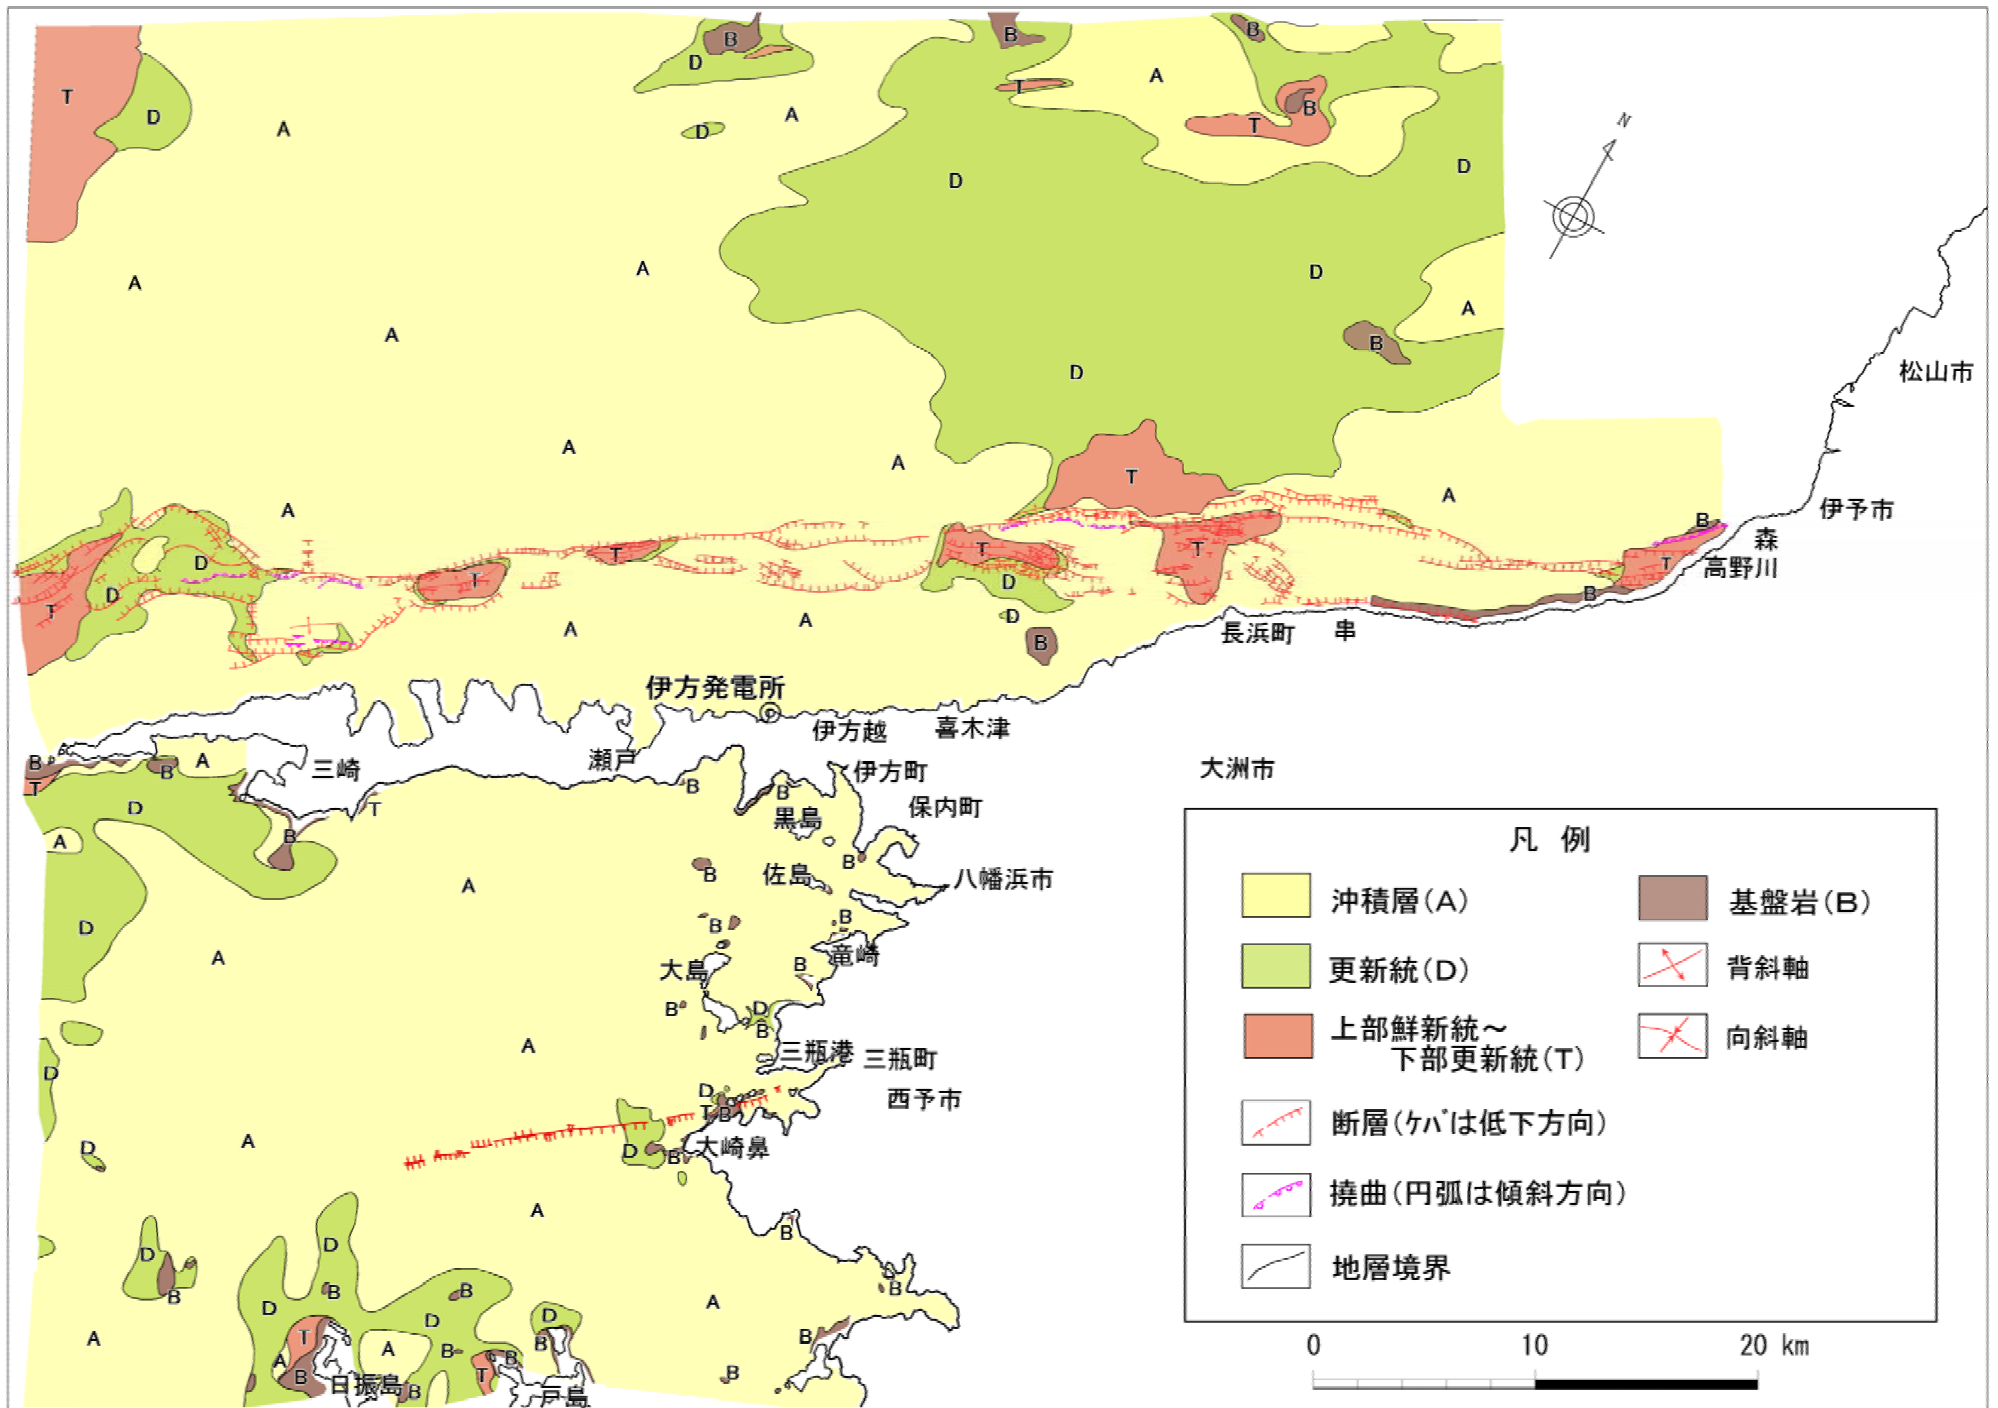 B
B
B
D
T
A
T
D
A
D
A
B
T
D
D
D
N
A
A
D
A
A
A
B
D
松山市
A
A
T
A
A
伊予市
A
B
森
T
T
T
T
T
高野川
D
D
D
B
T
D
A
A
B
長浜町
串
伊方発電所
伊方越
喜木津
瀬戸
三崎
大洲市
B
A
B
T
D
T
B
B
伊方町
保内町
黒島
A
B
B
B
佐島
八幡浜市
A
D
B
B
竜崎
A
大島
B
B
D
B
A
三瓶港
三瓶町
D
D
西予市
T
B
A
D
D
B
大崎鼻
A
B
D
D
B
B
B
B
D
D
A
D
T
A
B
B
B
B
A
A
B
日振島
B
T
戸島
B
凡 例
沖積層(A)
基盤岩(B)
更新統(D)
背斜軸
上部鮮新統~
下部更新統(T)
向斜軸
断層(ｹﾊﾞは低下方向)
撓曲(円弧は傾斜方向)
地層境界
0 10 20 km